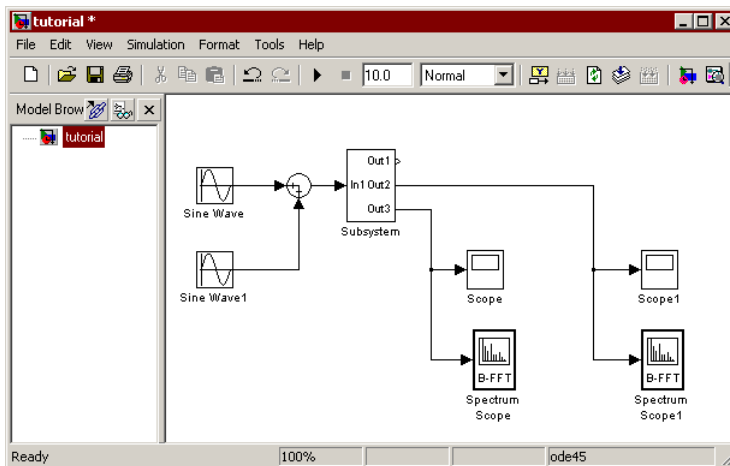 tutorial *
File Edit View Simulation Format Tools Help
10.0 Normal
Model Brow
tutorial
Out1
In1 Out2
Out3
Subsystem
Sine Wave
Sine Wave1
Scope
Scope1
B-FFT
B-FFT
Spectrum
Scope
Spectrum
Scope1
Ready 100% ode45